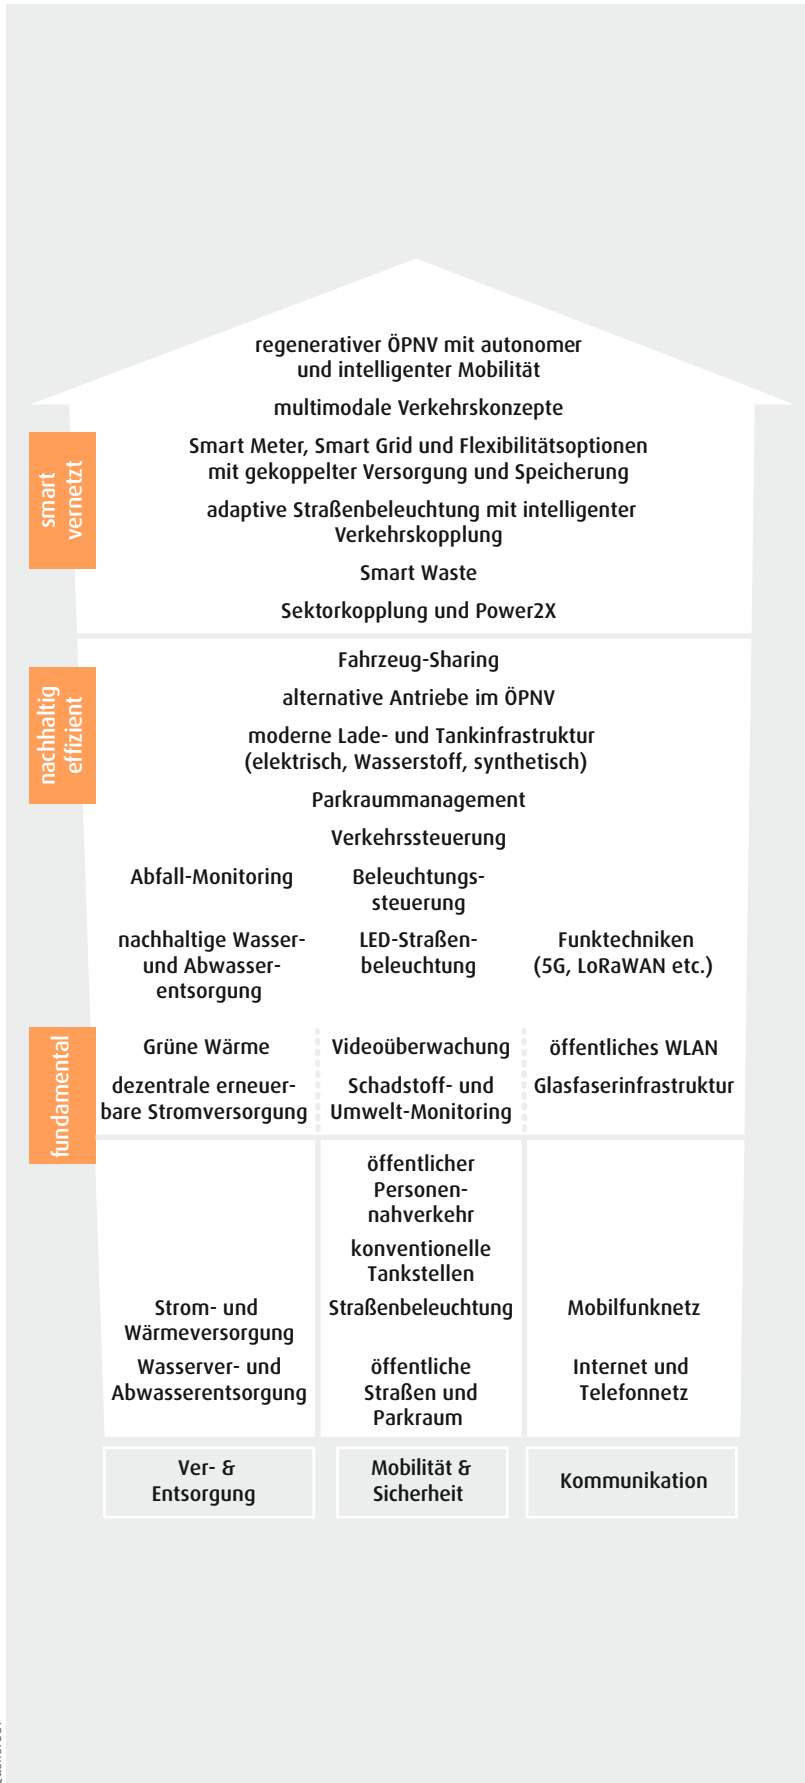 regenerativer ÖPNV mit autonomer
und intelligenter Mobilität
multimodale Verkehrskonzepte
smart
vernetzt
Smart Meter, Smart Grid und Flexibilitätsoptionen
mit gekoppelter Versorgung und Speicherung
adaptive Straßenbeleuchtung mit intelligenter
Verkehrskopplung
Smart Waste
Sektorkopplung und Power2X
nachhaltig
effizient
Fahrzeug-Sharing
alternative Antriebe im ÖPNV
moderne Lade- und Tankinfrastruktur
(elektrisch, Wasserstoff, synthetisch)
Parkraummanagement
Verkehrssteuerung
Abfall-Monitoring
Beleuchtungs-
steuerung
nachhaltige Wasser-
und Abwasser-
entsorgung
LED-Straßen-
beleuchtung
Funktechniken
(5G, LoRaWAN etc.)
fundamental
Grüne Wärme
Videoüberwachung
öffentliches WLAN
dezentrale erneuer-
bare Stromversorgung
Schadstoff- und
Umwelt-Monitoring
Glasfaserinfrastruktur
öffentlicher
Personen-
nahverkehr
konventionelle
Tankstellen
Strom- und
Wärmeversorgung
Straßenbeleuchtung
Mobilfunknetz
Wasserver- und
Abwasserentsorgung
öffentliche
Straßen und
Parkraum
Internet und
Telefonnetz
Ver- &
Entsorgung
Mobilität &
Sicherheit
Kommunikation